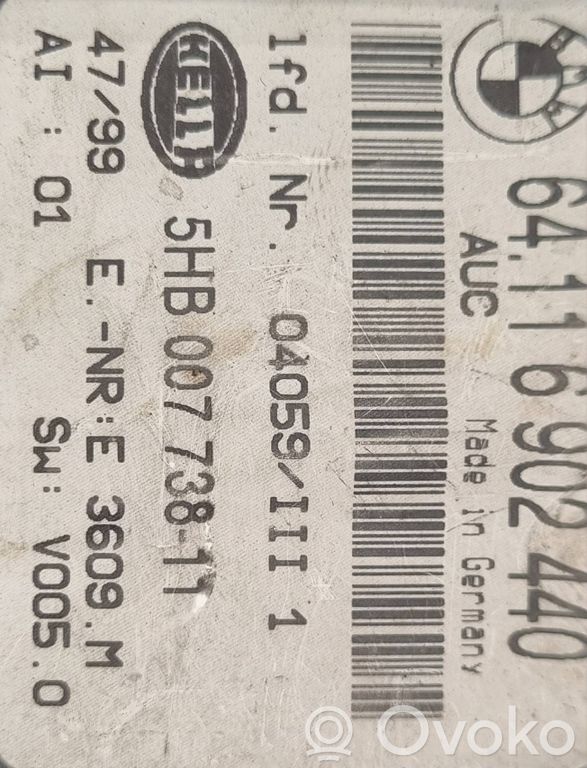 BMW
64.11 6 902 440
AUC Made in Germany
lfd. Nr. 04059/III 1
HELLA
5HB 007 738-11
47/99 E.-NR:E 3609.M
AI : 01 SW: V005.0
Ovoko